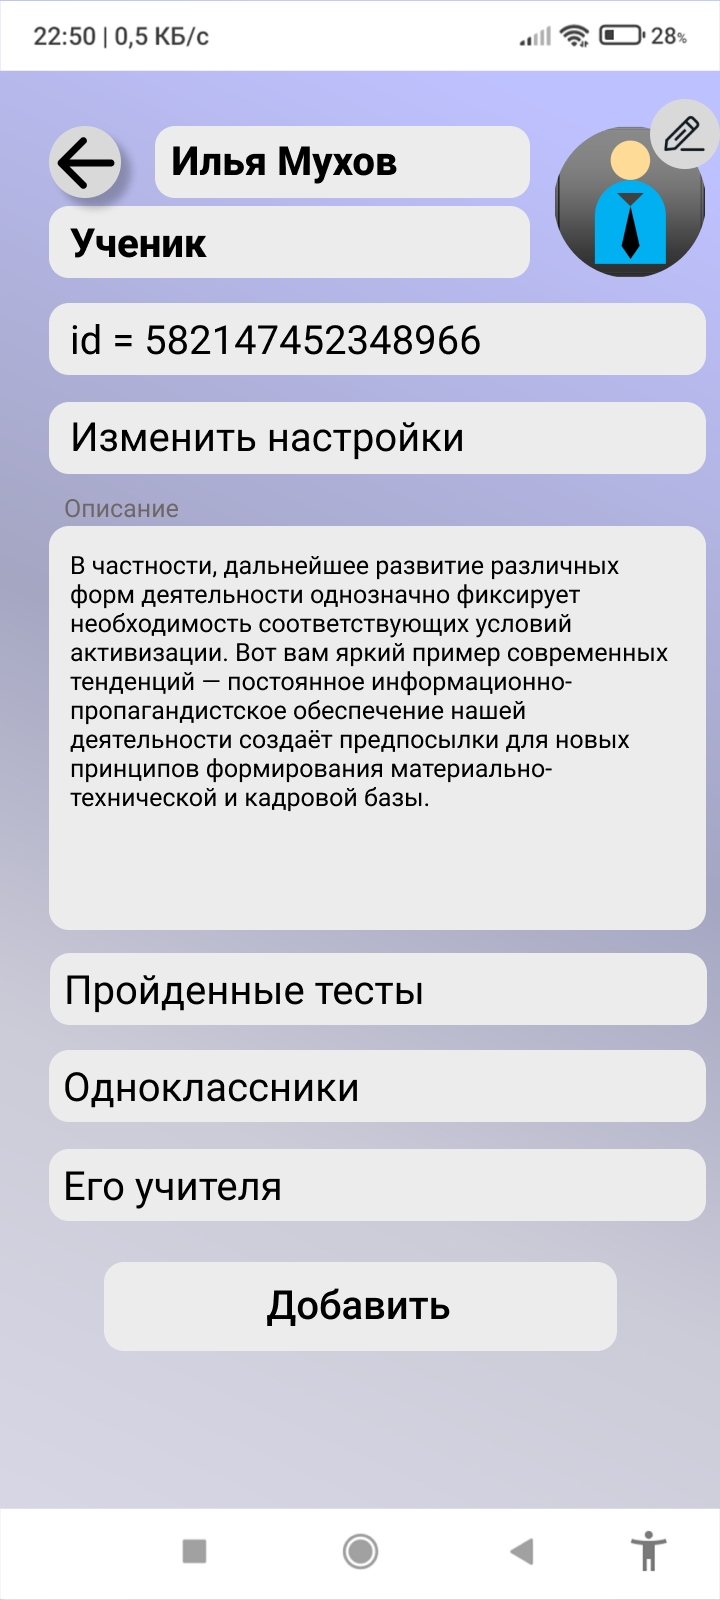 22:50 | 0,5 КБ/с 28%
Илья Мухов
Ученик
id = 582147452348966
Изменить настройки
Описание
В частности, дальнейшее развитие различных
форм деятельности однозначно фиксирует
необходимость соответствующих условий
активизации. Вот вам яркий пример современных
тенденций — постоянное информационно-
пропагандистское обеспечение нашей
деятельности создаёт предпосылки для новых
принципов формирования материально-
технической и кадровой базы.
Пройденные тесты
Одноклассники
Его учителя
Добавить